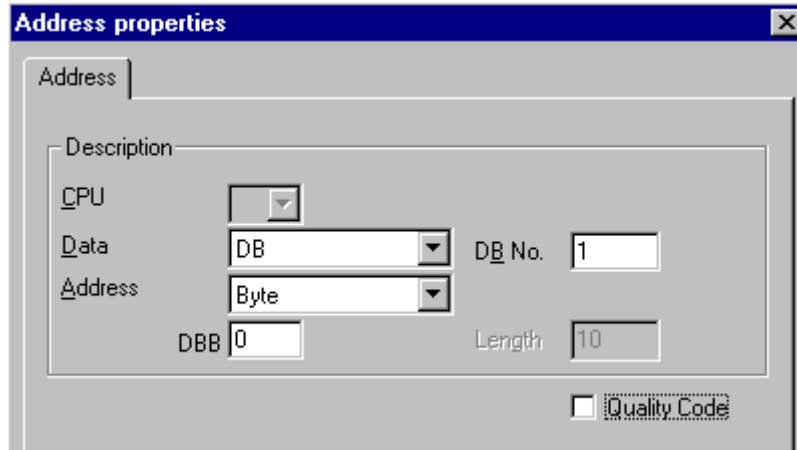 Address properties
Address
Description
CPU
Data DB DB No. 1
Address Byte
DBB 0 Length 10
Quality Code